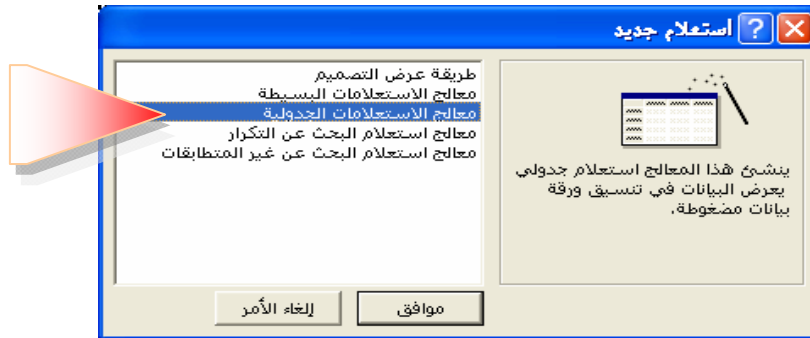 استعلام جديد
طريقة عرض التصميم
معالج الاستعلامات البسيطة
معالج الاستعلامات الجدولية
معالج استعلام البحث عن التكرار
معالج استعلام البحث عن غير المتطابقات
ينشئ هذا المعالج استعلام جدولي
يعرض البيانات في تنسيق ورقة
بيانات مضغوطة.
موافق
إلغاء الأمر